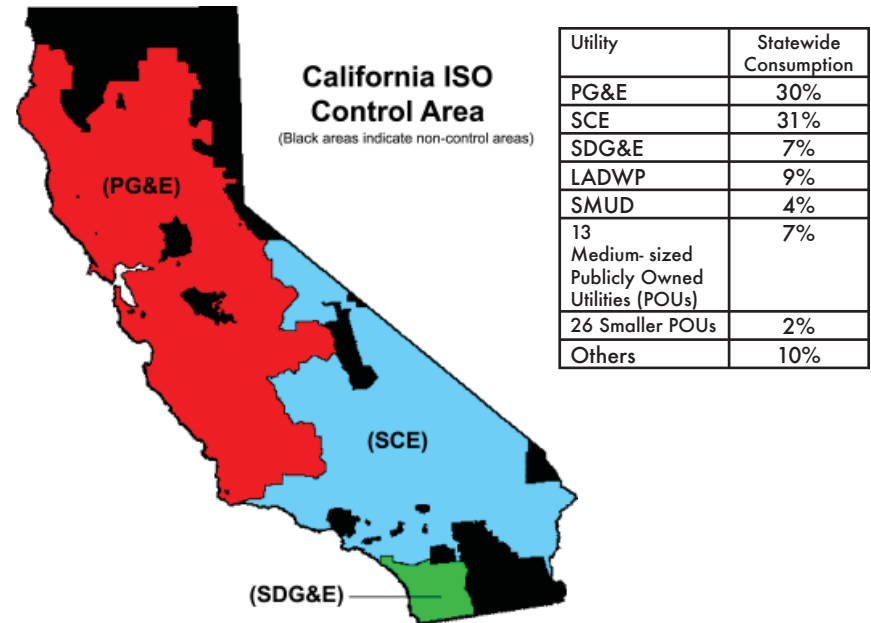 California ISO
Control Area
(Black areas indicate non-control areas)
(PG&E)
(SCE)
(SDG&E)
Utility Statewide
Consumption
PG&E 30%
SCE 31%
SDG&E 7%
LADWP 9%
SMUD 4%
13 7%
Medium- sized
Publicly Owned
Utilities (POUs)
26 Smaller POUs 2%
Others 10%